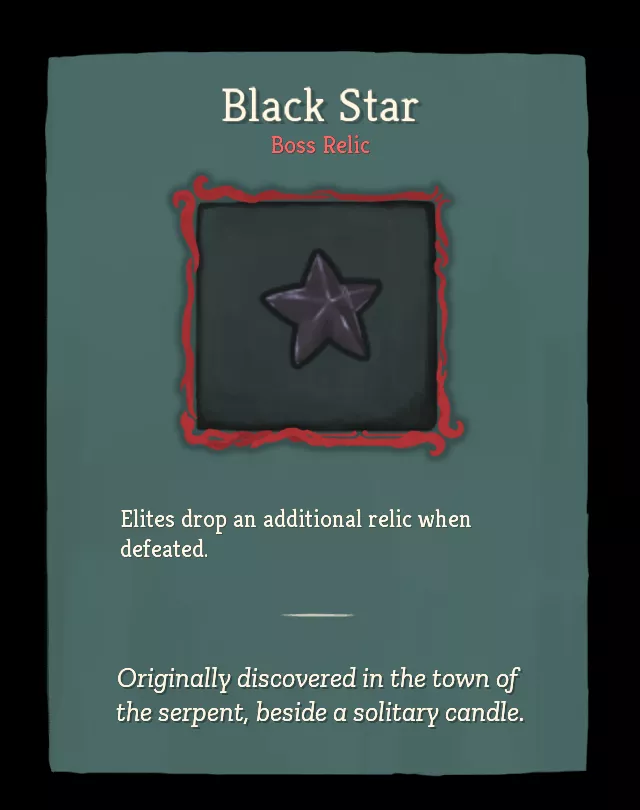 Black Star
Boss Relic
Elites drop an additional relic when
defeated.
Originally discovered in the town of
the serpent, beside a solitary candle.